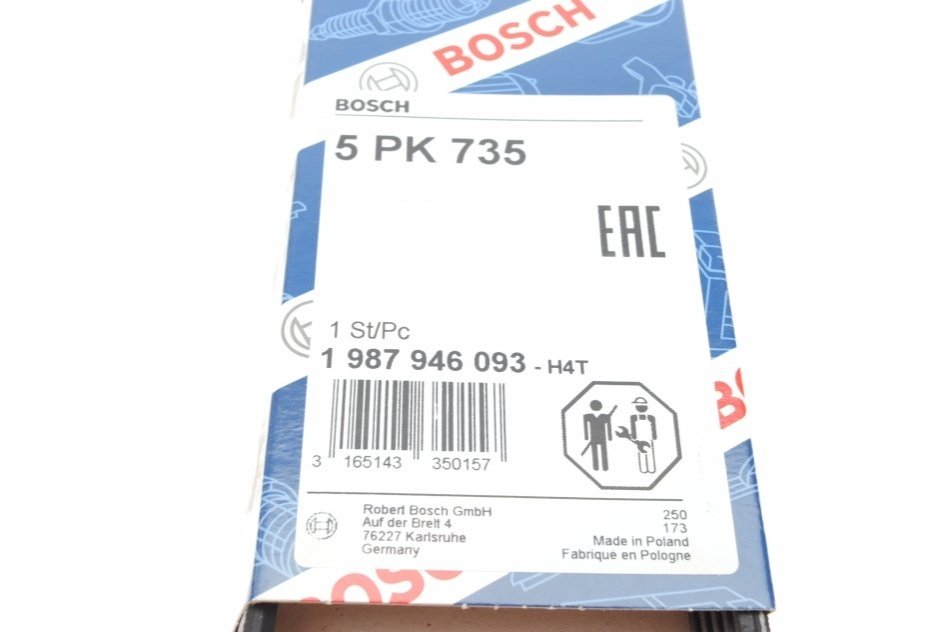 BOSCH
BOSCH
5 PK 735
EAC
1 St/Pc
1 987 946 093 - H4T
3 165143 350157
Robert Bosch GmbH
Auf der Breit 4
76227 Karlsruhe
Germany
250
173
Made in Poland
Fabrique en Pologne
BOSCH